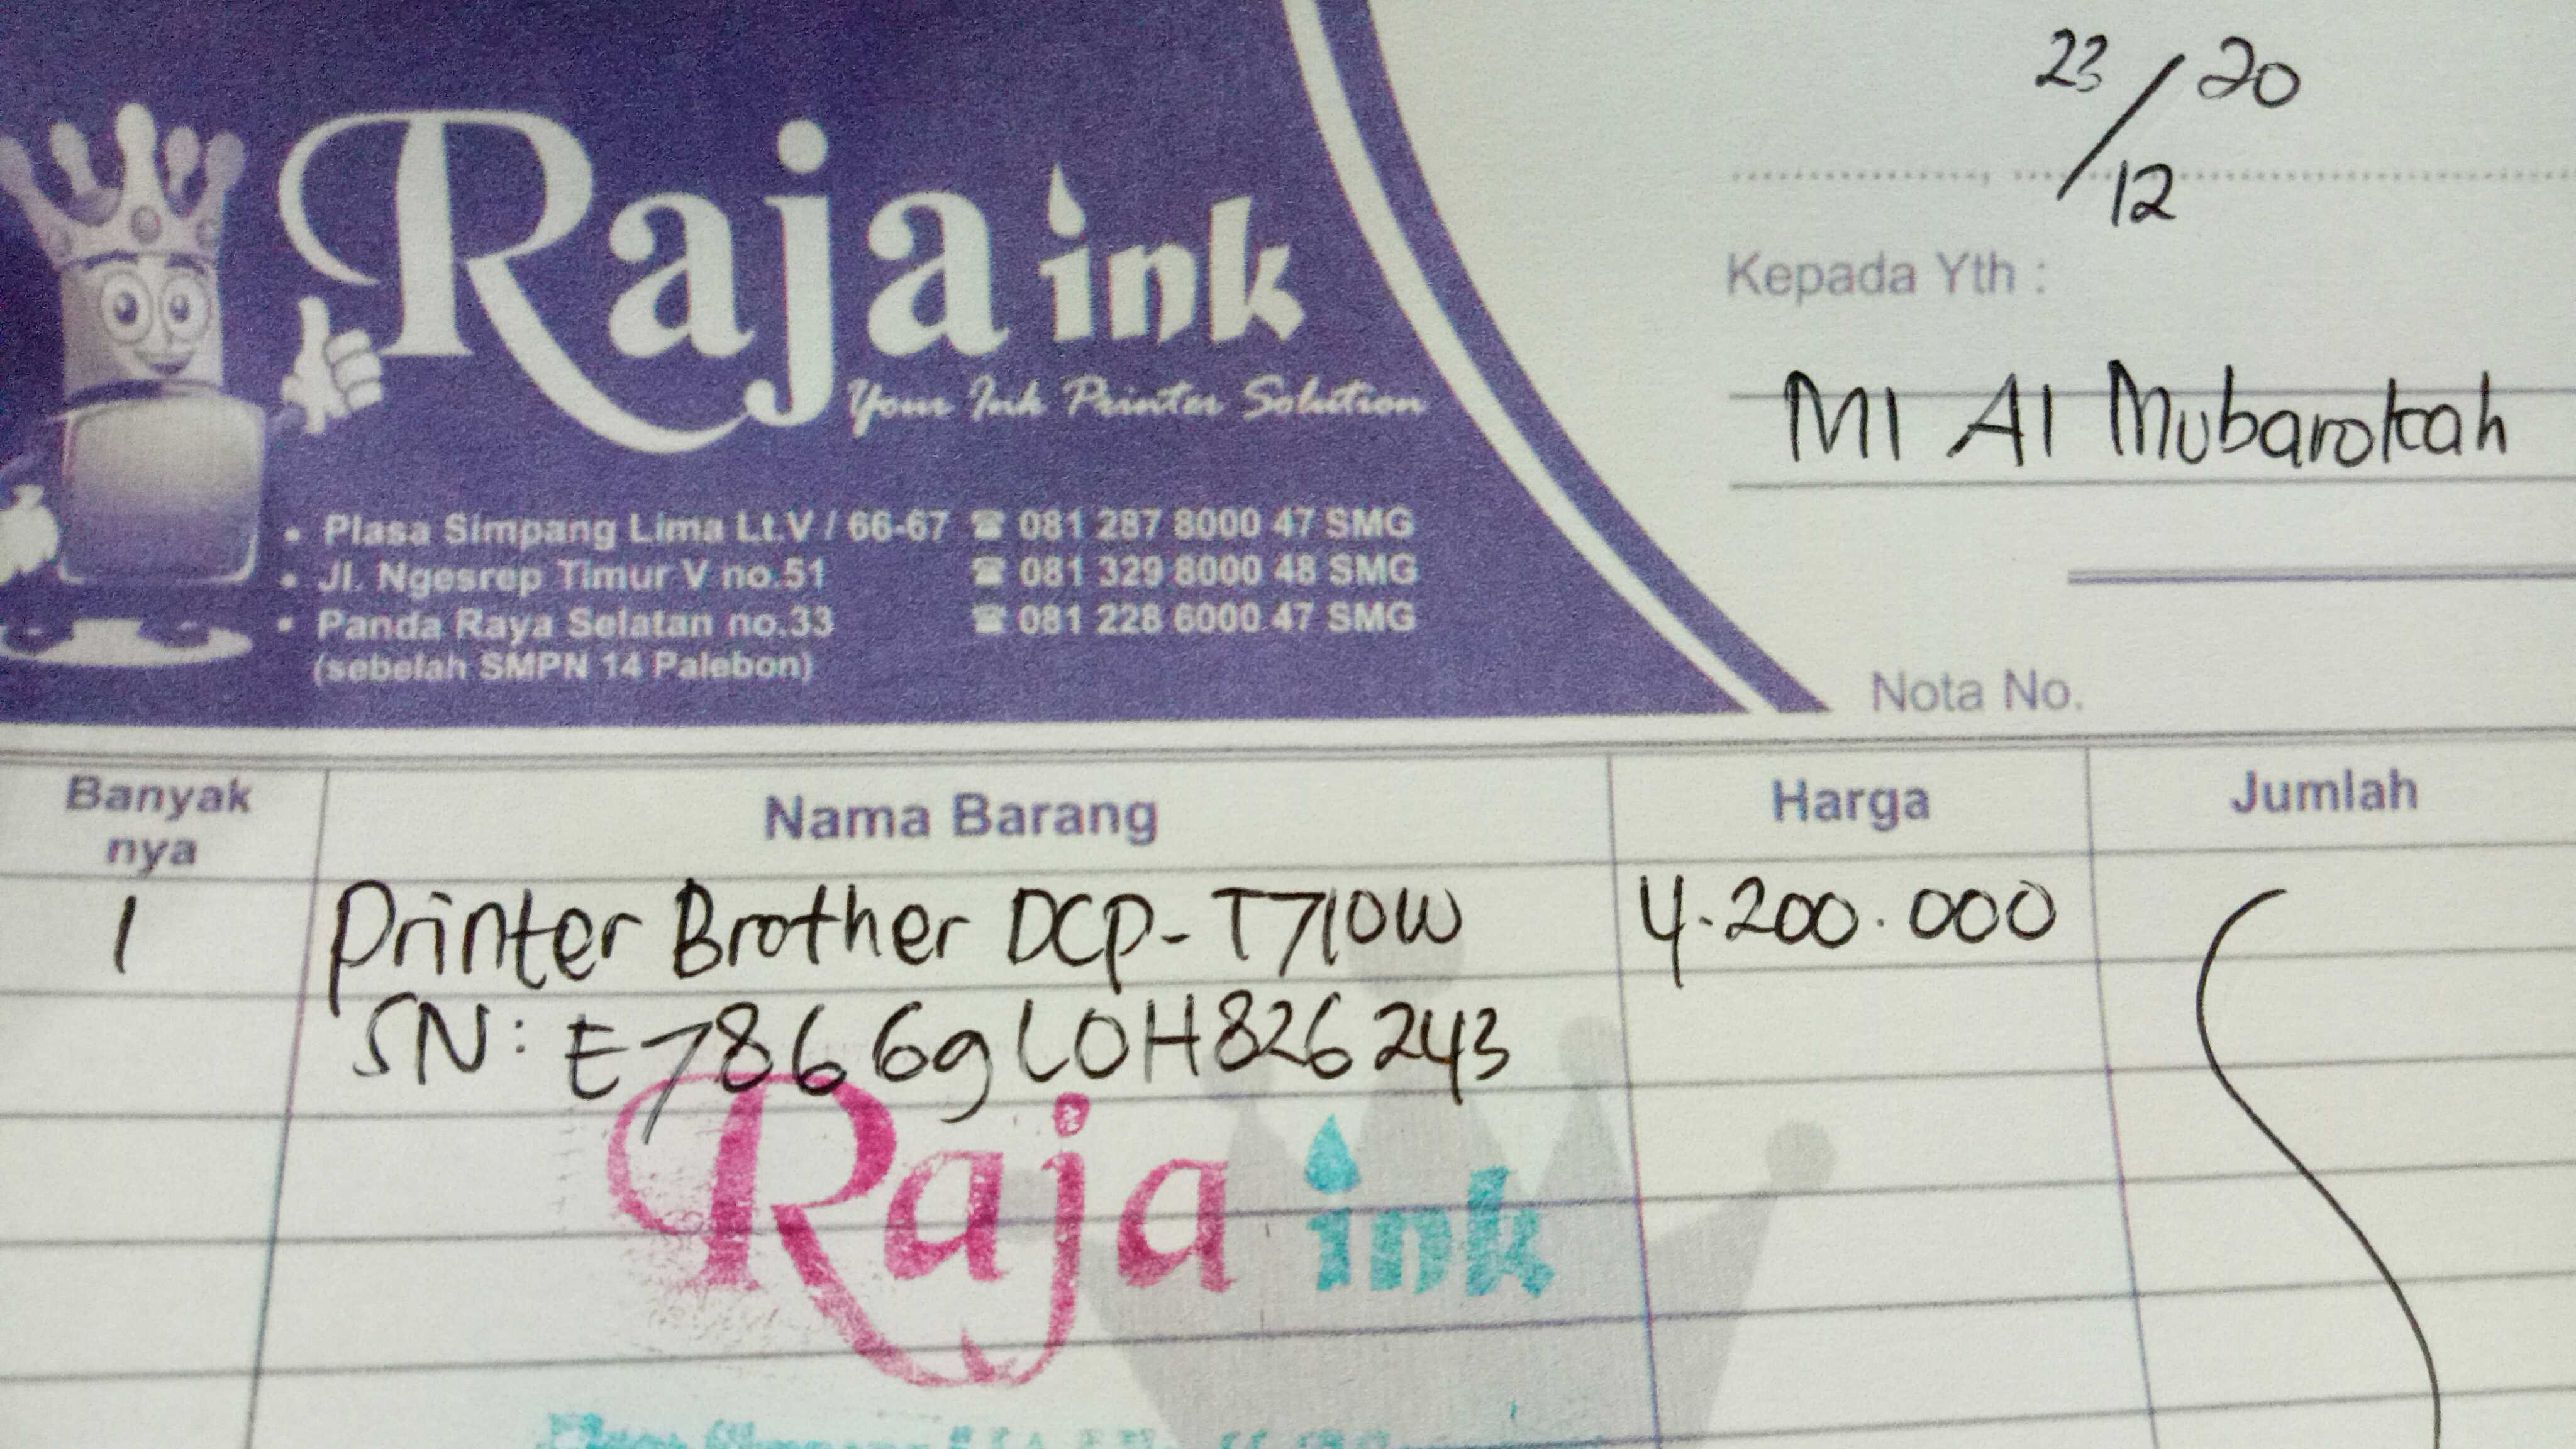 Raja ink
Your Ink Printer Solution
• Plasa Simpang Lima Lt.V / 66-67 ☎ 081 287 8000 47 SMG
• Jl. Ngesrep Timur V no.51 ☎ 081 329 8000 48 SMG
• Panda Raya Selatan no.33 ☎ 081 228 6000 47 SMG
(sebelah SMPN 14 Palebon)
23/12 20
Kepada Yth :
MI Al Mubarokah
Nota No.
Banyak nya Nama Barang Harga Jumlah
1 Printer Brother DCP-T710W 4.200.000
SN: E78669L0H826243
Raja ink